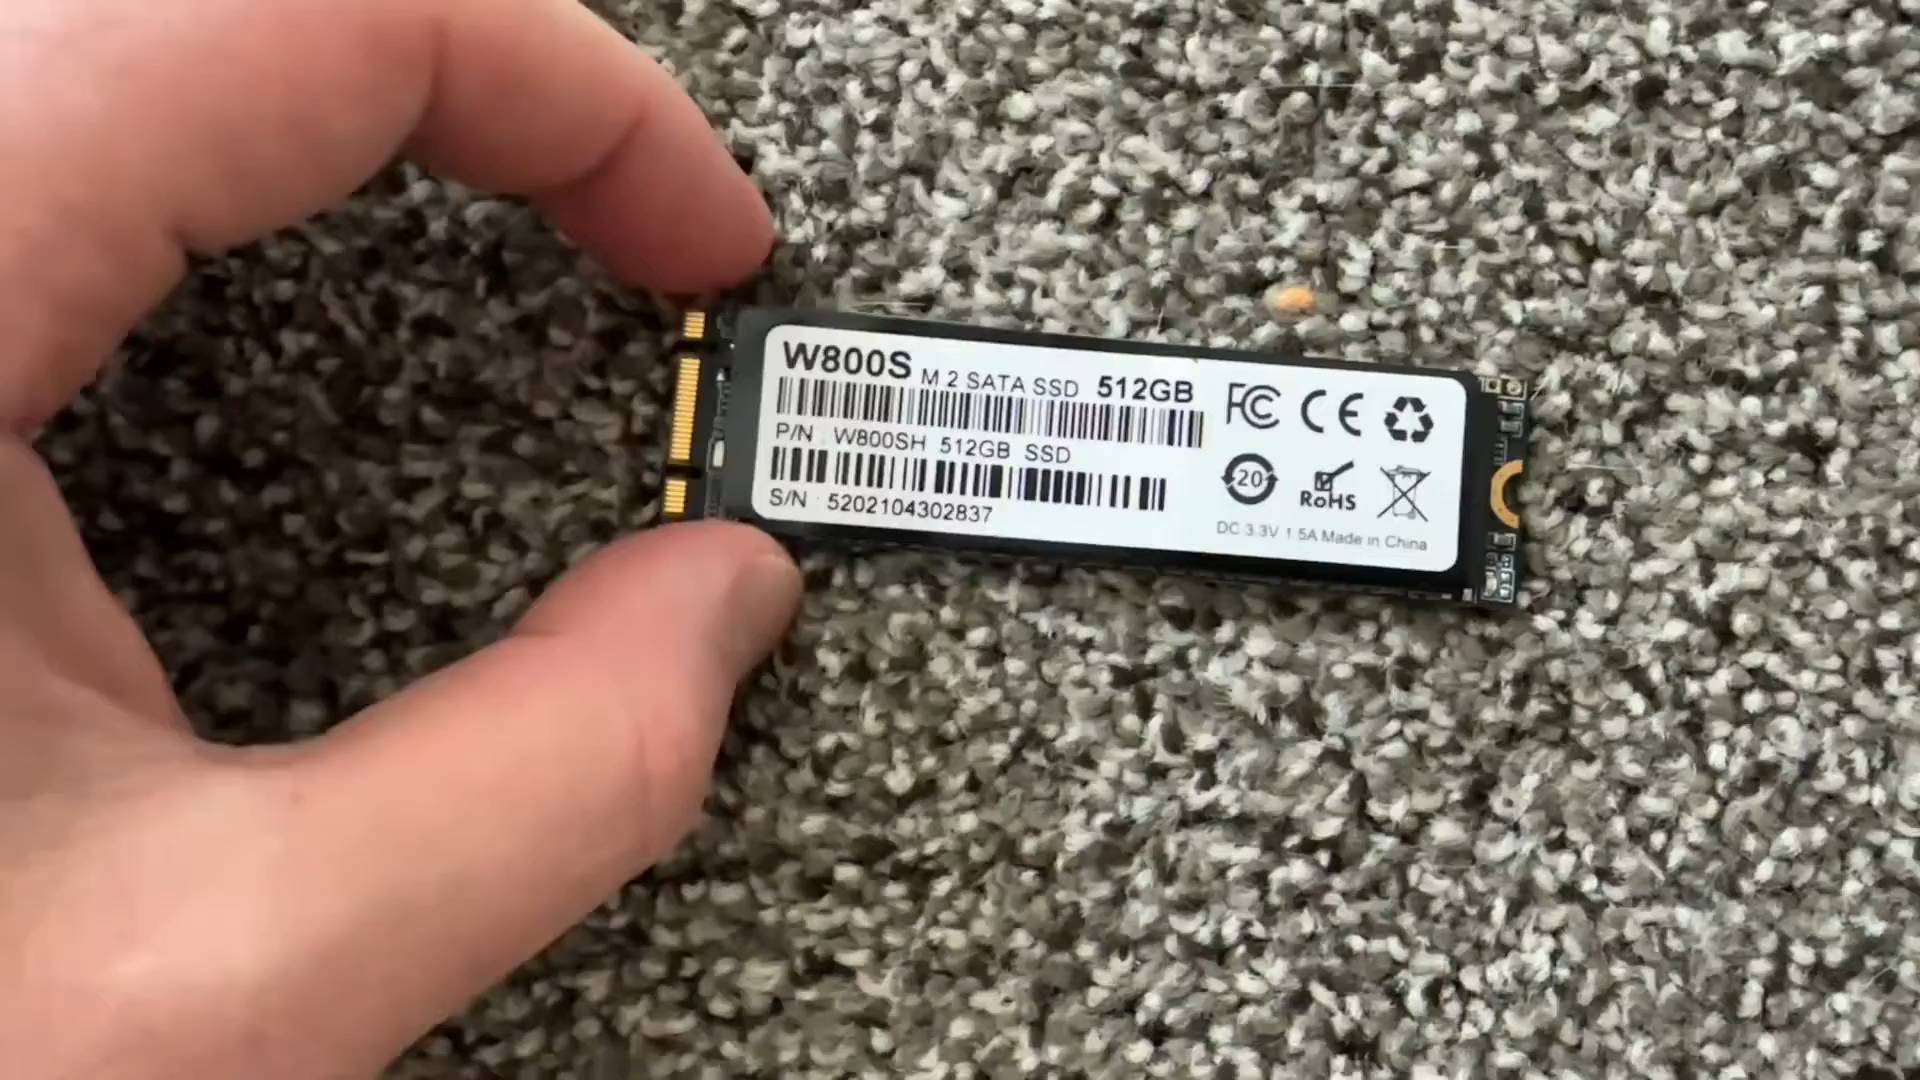 W800S M 2 SATA SSD 512GB
P/N : W800SH 512GB SSD
S/N : 5202104302837
FC CE
20 RoHS
DC 3.3V 1 5A Made in China